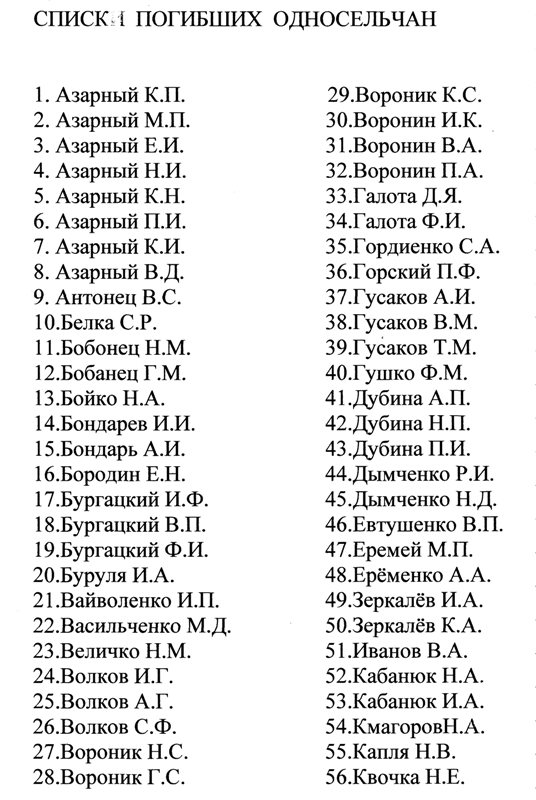 СПИСКИ ПОГИБШИХ ОДНОСЕЛЬЧАН
1. Азарный К.П.
2. Азарный М.П.
3. Азарный Е.И.
4. Азарный Н.И.
5. Азарный К.Н.
6. Азарный П.И.
7. Азарный К.И.
8. Азарный В.Д.
9. Антонец В.С.
10.Белка С.Р.
11.Бобонец Н.М.
12.Бобанец Г.М.
13.Бойко Н.А.
14.Бондарев И.И.
15.Бондарь А.И.
16.Бородин Е.Н.
17.Бургацкий И.Ф.
18.Бургацкий В.П.
19.Бургацкий Ф.И.
20.Буруля И.А.
21.Вайволенко И.П.
22.Васильченко М.Д.
23.Величко Н.М.
24.Волков И.Г.
25.Волков А.Г.
26.Волков С.Ф.
27.Вороник Н.С.
28.Вороник Г.С.
29.Вороник К.С.
30.Воронин И.К.
31.Воронин В.А.
32.Воронин П.А.
33.Галота Д.Я.
34.Галота Ф.И.
35.Гордиенко С.А.
36.Горский П.Ф.
37.Гусаков А.И.
38.Гусаков В.М.
39.Гусаков Т.М.
40.Гушко Ф.М.
41.Дубина А.П.
42.Дубина Н.П.
43.Дубина П.И.
44.Дымченко Р.И.
45.Дымченко Н.Д.
46.Евтушенко В.П.
47.Еремей М.П.
48.Ерёменко А.А.
49.Зеркалёв И.А.
50.Зеркалёв К.А.
51.Иванов В.А.
52.Кабанюк Н.А.
53.Кабанюк И.А.
54.КмагоровН.А.
55.Капля Н.В.
56.Квочка Н.Е.